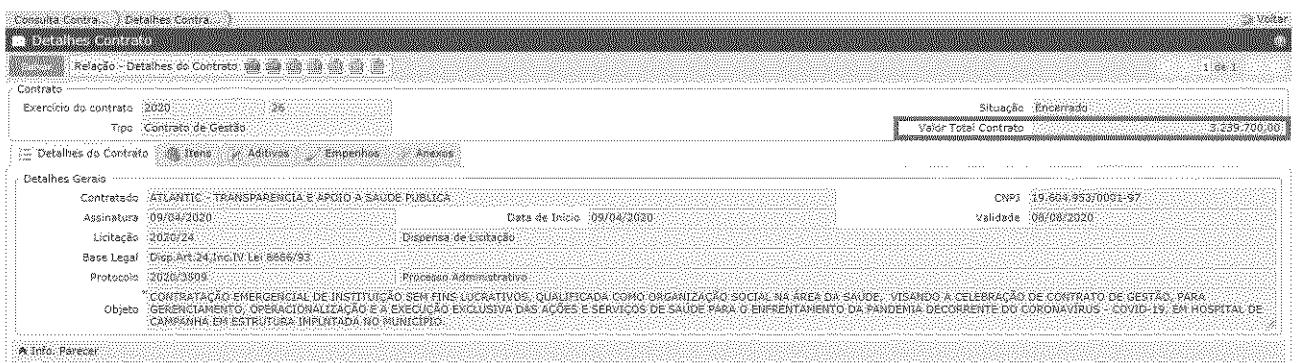 Consulta Contra... Detalhes Contra...
Voltar
Detalhes Contrato
Relação - Detalhes do Contrato
1 de 1
Contrato
Exercício do contrato 2020 26 Situação Encerrado
Tipo Contrato de Gestão Valor Total Contrato 3.239.700,00
Detalhes do Contrato Itens Aditivos Empenhos Anexos
Detalhes Gerais
Contratado ATLANTIC - TRANSPARENCIA E APOIO A SAUDE PUBLICA CNPJ 19.604.953/0001-97
Assinatura 09/04/2020 Data de Início 09/04/2020 Validade 08/08/2020
Licitação 2020/24 Dispensa de Licitação
Base Legal Disp.Art.24,Inc.IV Lei 8666/93
Protocolo 2020/3509 Processo Administrativo
CONTRATAÇÃO EMERGENCIAL DE INSTITUIÇÃO SEM FINS LUCRATIVOS, QUALIFICADA COMO ORGANIZAÇÃO SOCIAL NA ÁREA DA SAÚDE, VISANDO A CELEBRAÇÃO DE CONTRATO DE GESTÃO, PARA
Objeto GERENCIAMENTO, OPERACIONALIZAÇÃO E A EXECUÇÃO EXCLUSIVA DAS AÇÕES E SERVIÇOS DE SAÚDE PARA O ENFRENTAMENTO DA PANDEMIA DECORRENTE DO CORONAVIRUS - COVID-19, EM HOSPITAL DE
CAMPANHA EM ESTRUTURA IMPLNTADA NO MUNICÍPIO.
Info. Parecer